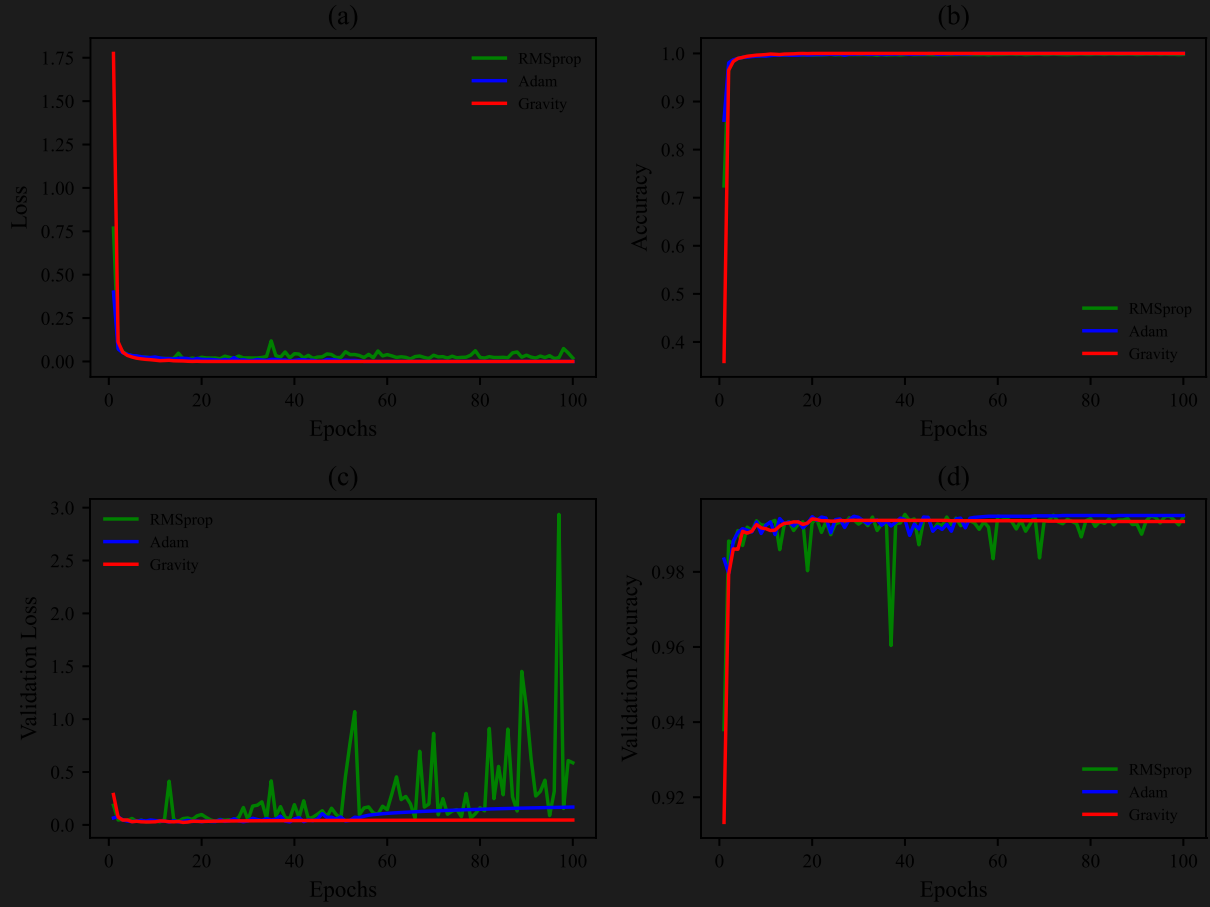 (a)
1.75
1.50
1.25
1.00
0.75
0.50
0.25
0.00
Loss
RMSprop
Adam
Gravity
0 20 40 60 80 100
Epochs
(b)
1.0
0.9
0.8
0.7
0.6
0.5
0.4
Accuracy
RMSprop
Adam
Gravity
0 20 40 60 80 100
Epochs
(c)
3.0
2.5
2.0
1.5
1.0
0.5
0.0
Validation Loss
RMSprop
Adam
Gravity
0 20 40 60 80 100
Epochs
(d)
0.98
0.96
0.94
0.92
Validation Accuracy
RMSprop
Adam
Gravity
0 20 40 60 80 100
Epochs